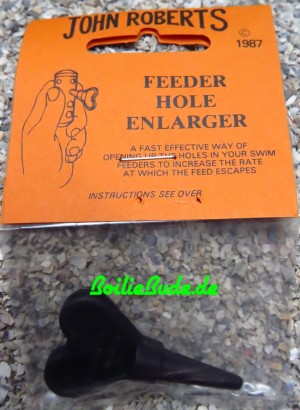 JOHN ROBERTS
©
1987
FEEDER
HOLE
ENLARGER
A FAST EFFECTIVE WAY OF
OPENING UP THE HOLES IN YOUR SWIM
FEEDERS TO INCREASE THE RATE
AT WHICH THE FEED ESCAPES
INSTRUCTIONS SEE OVER
BoilieBude.de